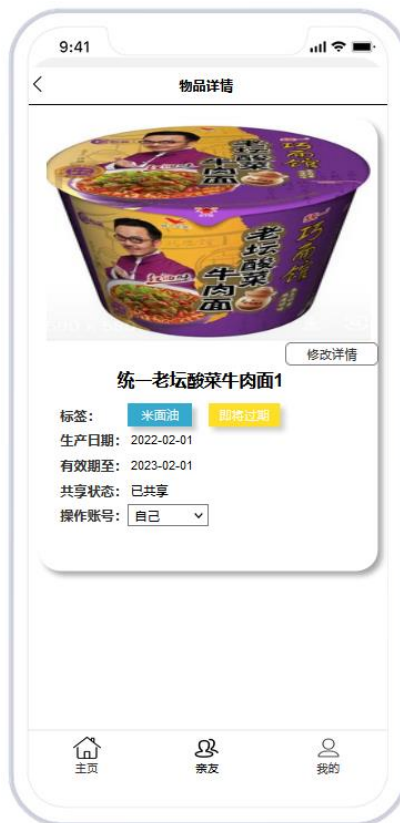 9:41
物品详情
老坛酸菜
牛肉面
巧面馆
老坛酸菜
牛肉面
巧面馆
修改详情
统一老坛酸菜牛肉面1
标签： 米面油 即将过期
生产日期： 2022-02-01
有效期至： 2023-02-01
共享状态： 已共享
操作账号： 自己
主页 亲友 我的